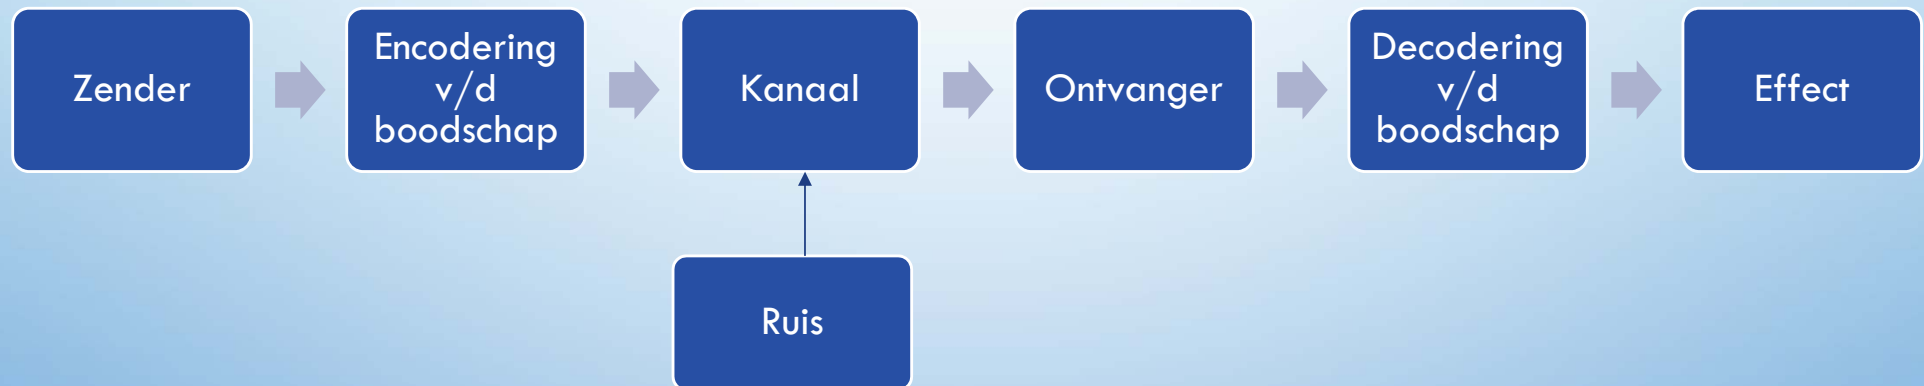 Zender
Encodering
v/d
boodschap
Kanaal
Ontvanger
Decodering
v/d
boodschap
Effect
Ruis